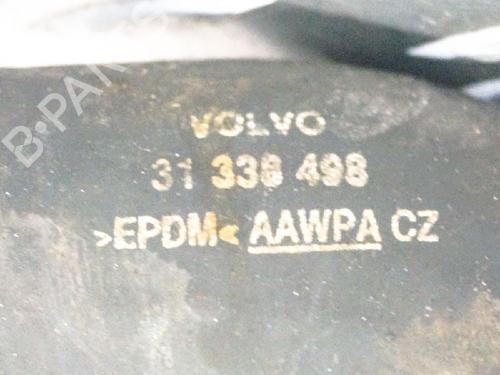 B-PARTS
VOLVO
31 338 498
>EPDM< AAWPA CZ